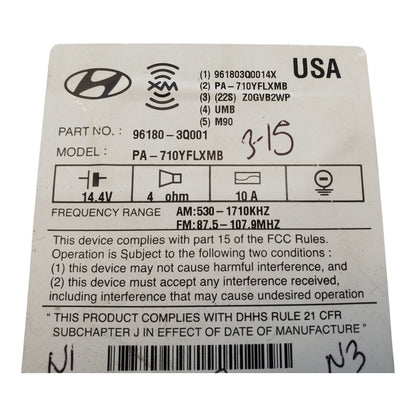 XM
(1) 961803Q0014X
USA
(2) PA-710YFLXMB
(3) (22S) Z0GVB2WP
(4) UMB
(5) M90
PART NO. : 96180-3Q001
3-15
MODEL : PA-710YFLXMB
14.4V 4 ohm 10 A
FREQUENCY RANGE AM:530-1710KHZ
FM:87.5-107.9MHZ
This device complies with part 15 of the FCC Rules.
Operation is Subject to the following two conditions:
(1) this device may not cause harmful interference, and
(2) this device must accept any interference received,
including interference that may cause undesired operation
" THIS PRODUCT COMPLIES WITH DHHS RULE 21 CFR
SUBCHAPTER J IN EFFECT OF DATE OF MANUFACTURE "
N1 N3